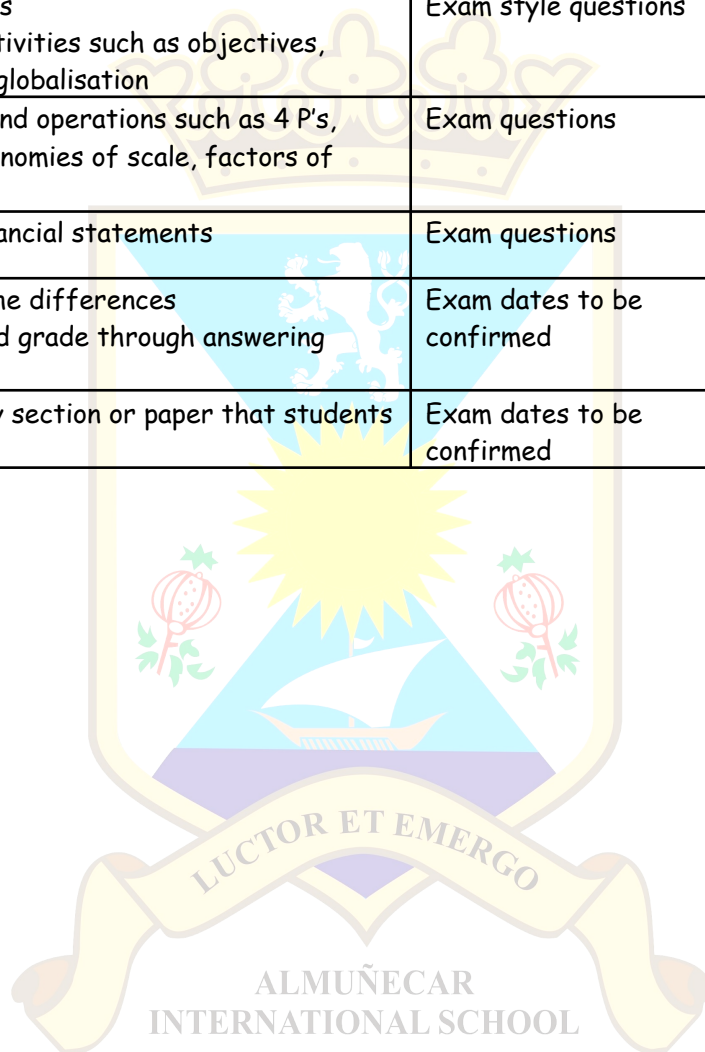 s
tivities such as objectives,
globalisation
Exam style questions
nd operations such as 4 P's,
nomies of scale, factors of
Exam questions
ancial statements
Exam questions
ne differences
d grade through answering
Exam dates to be
confirmed
y section or paper that students
Exam dates to be
confirmed
LUCTOR ET EMERGO
ALMUÑECAR
INTERNATIONAL SCHOOL